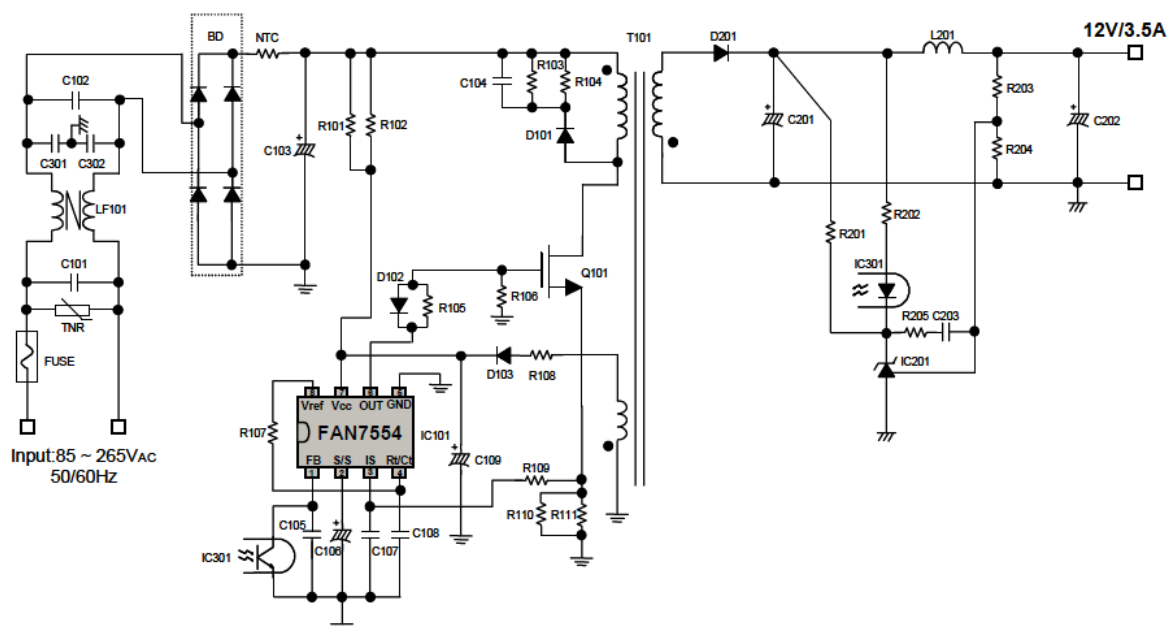 BD
NTC
T101
D201
L201
12V/3.5A
C102
C104
R103
R104
R203
C301
C302
R101
R102
C103
D101
C201
R204
C202
LF101
R202
R201
C101
D102
Q101
IC301
R105
R106
TNR
R205
C203
FUSE
D103
R108
IC201
8
7
6
5
Vref
Vcc
OUT
GND
R107
FAN7554
IC101
C109
FB
S/S
IS
Rt/Ct
1
2
3
4
Input:85 ~ 265VAC
50/60Hz
R109
R110
R111
C105
C106
C107
C108
IC301